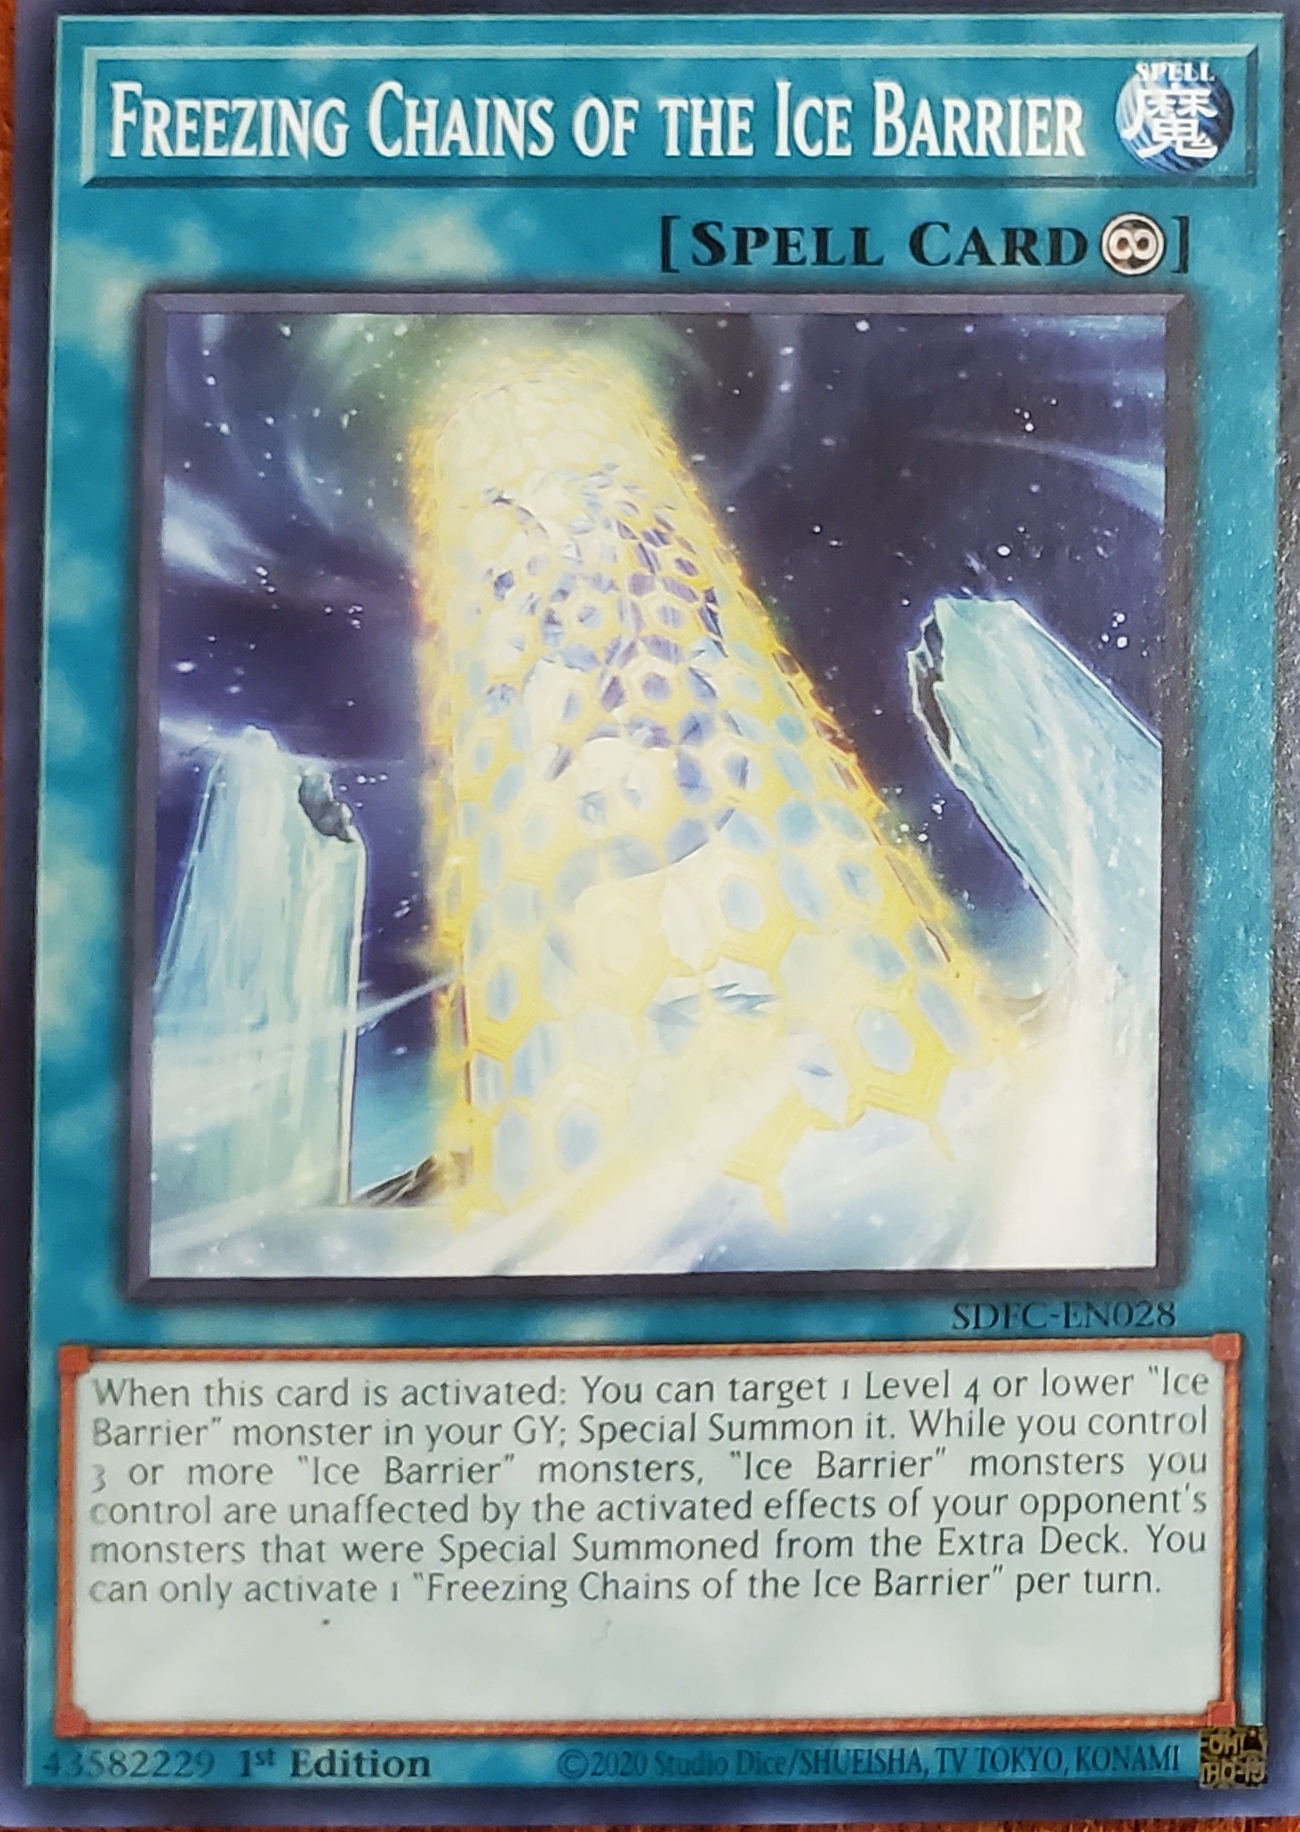 FREEZING CHAINS OF THE ICE BARRIER
SPELL
魔
[SPELL CARD]
SDFC-EN028
When this card is activated: You can target 1 Level 4 or lower "Ice
Barrier" monster in your GY; Special Summon it. While you control
3 or more "Ice Barrier" monsters, "Ice Barrier" monsters you
control are unaffected by the activated effects of your opponent's
monsters that were Special Summoned from the Extra Deck. You
can only activate 1 "Freezing Chains of the Ice Barrier" per turn.
43582229 1st Edition ©2020 Studio Dice/SHUEISHA, TV TOKYO, KONAMI